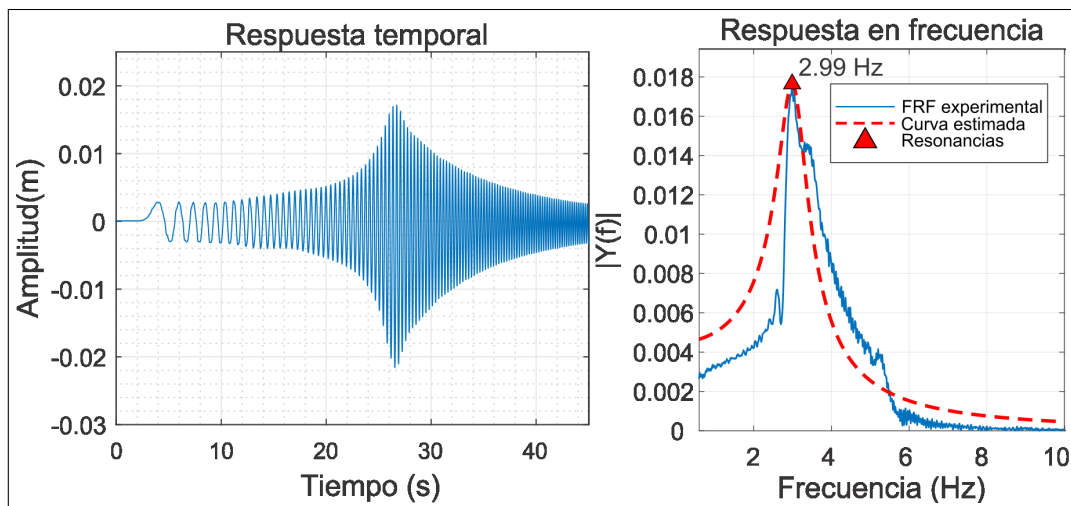 Respuesta temporal
Amplitud(m)
0.02
0.01
0
-0.01
-0.02
-0.03
0 10 20 30 40
Tiempo (s)
Respuesta en frecuencia
|Y(f)|
0.018
0.016
0.014
0.012
0.01
0.008
0.006
0.004
0.002
0
2.99 Hz
FRF experimental
Curva estimada
Resonancias
2 4 6 8 10
Frecuencia (Hz)